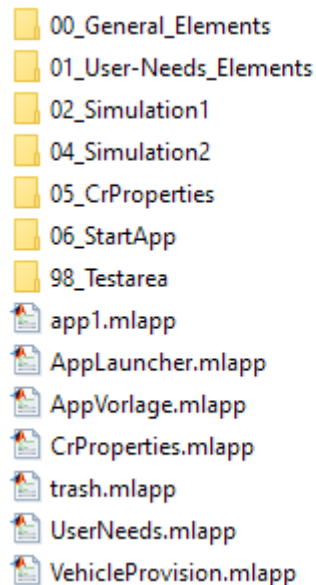 00_General_Elements
01_User-Needs_Elements
02_Simulation1
04_Simulation2
05_CrProperties
06_StartApp
98_Testarea
app1.mlapp
AppLauncher.mlapp
AppVorlage.mlapp
CrProperties.mlapp
trash.mlapp
UserNeeds.mlapp
VehicleProvision.mlapp